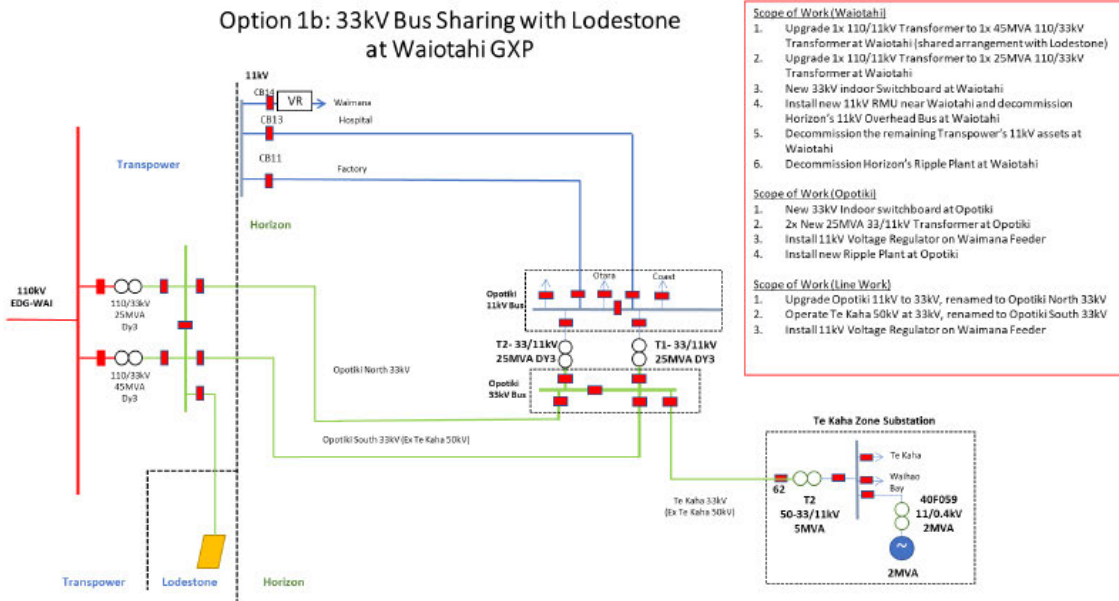 Option 1b: 33kV Bus Sharing with Lodestone
at Waiotahi GXP
Scope of Work (Waiotahi)
1. Upgrade 1x 110/11kV Transformer to 1x 45MVA 110/33kV
Transformer at Waiotahi (shared arrangement with Lodestone)
2. Upgrade 1x 110/11kV Transformer to 1x 25MVA 110/33kV
Transformer at Waiotahi
3. New 33kV indoor Switchboard at Waiotahi
4. Install new 11kV RMU near Waiotahi and decommission
Horizon's 11kV Overhead Bus at Waiotahi
5. Decommission the remaining Transpower's 11kV assets at
Waiotahi
6. Decommission Horizon's Ripple Plant at Waiotahi
Scope of Work (Opotiki)
1. New 33kV Indoor switchboard at Opotiki
2. 2x New 25MVA 33/11kV Transformer at Opotiki
3. Install 11kV Voltage Regulator on Waimana Feeder
4. Install new Ripple Plant at Opotiki
Scope of Work (Line Work)
1. Upgrade Opotiki 11kV to 33kV, renamed to Opotiki North 33kV
2. Operate Te Kaha 50kV at 33kV, renamed to Opotiki South 33kV
3. Install 11kV Voltage Regulator on Waimana Feeder
11kV
CB14
VR
Waimana
CB13
Hospital
CB11
Factory
Transpower
Horizon
110kV
EDG-WAI
110/33kV
25MVA
Dy3
110/33kV
45MVA
Dy3
Opotiki
11kV Bus
Otara
Coast
T2- 33/11kV
25MVA DY3
T1- 33/11kV
25MVA DY3
Opotiki
33kV Bus
Opotiki North 33kV
Opotiki South 33kV (Ex Te Kaha 50kV)
Te Kaha 33kV
(Ex Te Kaha 50kV)
Te Kaha Zone Substation
62
T2
50-33/11kV
5MVA
Te Kaha
Waihao
Bay
40F059
11/0.4kV
2MVA
~
2MVA
Transpower
Lodestone
Horizon